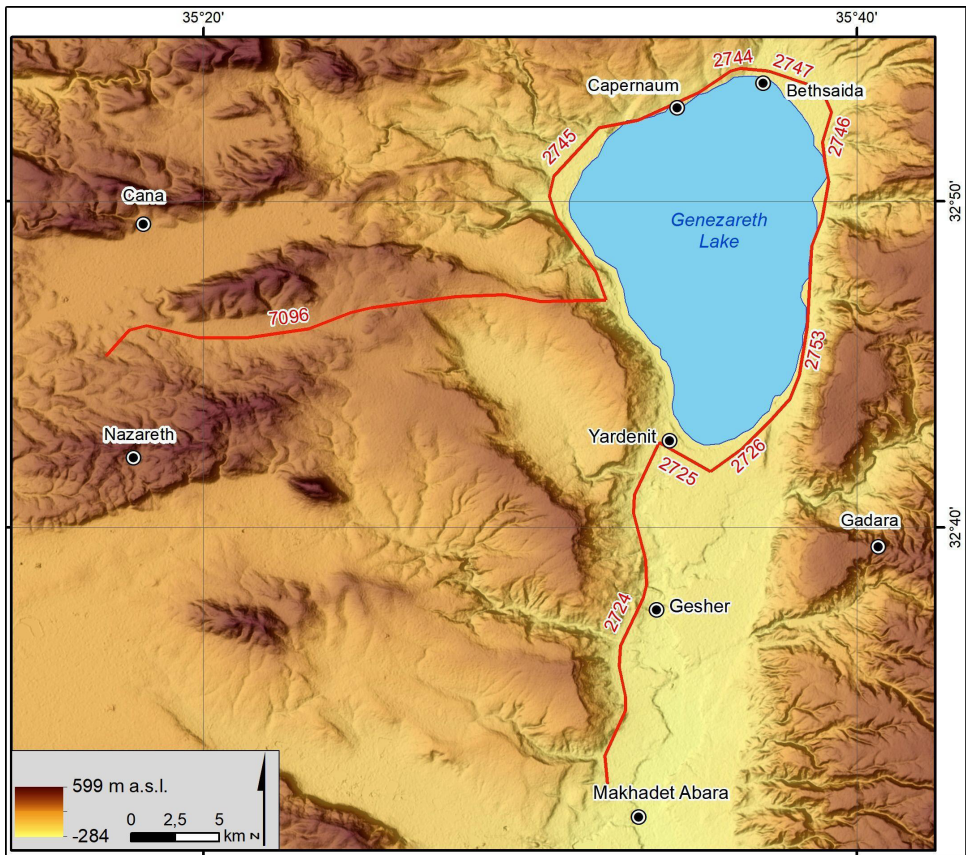 35°20'
35°40'
2744
2747
Capernaum
Bethsaida
2745
2746
Cana
32°50'
Genezareth
Lake
7096
2753
Nazareth
Yardenit
2725
2726
Gadara
32°40'
2724
Gesher
Makhadet Abara
599 m a.s.l.
-284
0 2,5 5
km
N